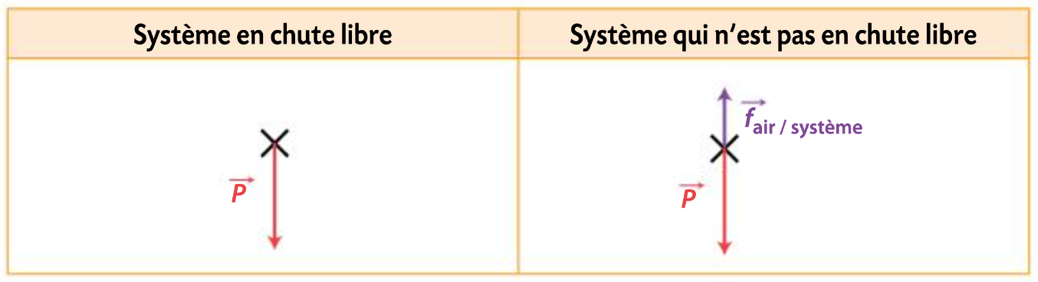 Système en chute libre
Système qui n'est pas en chute libre
P
f air / système
P